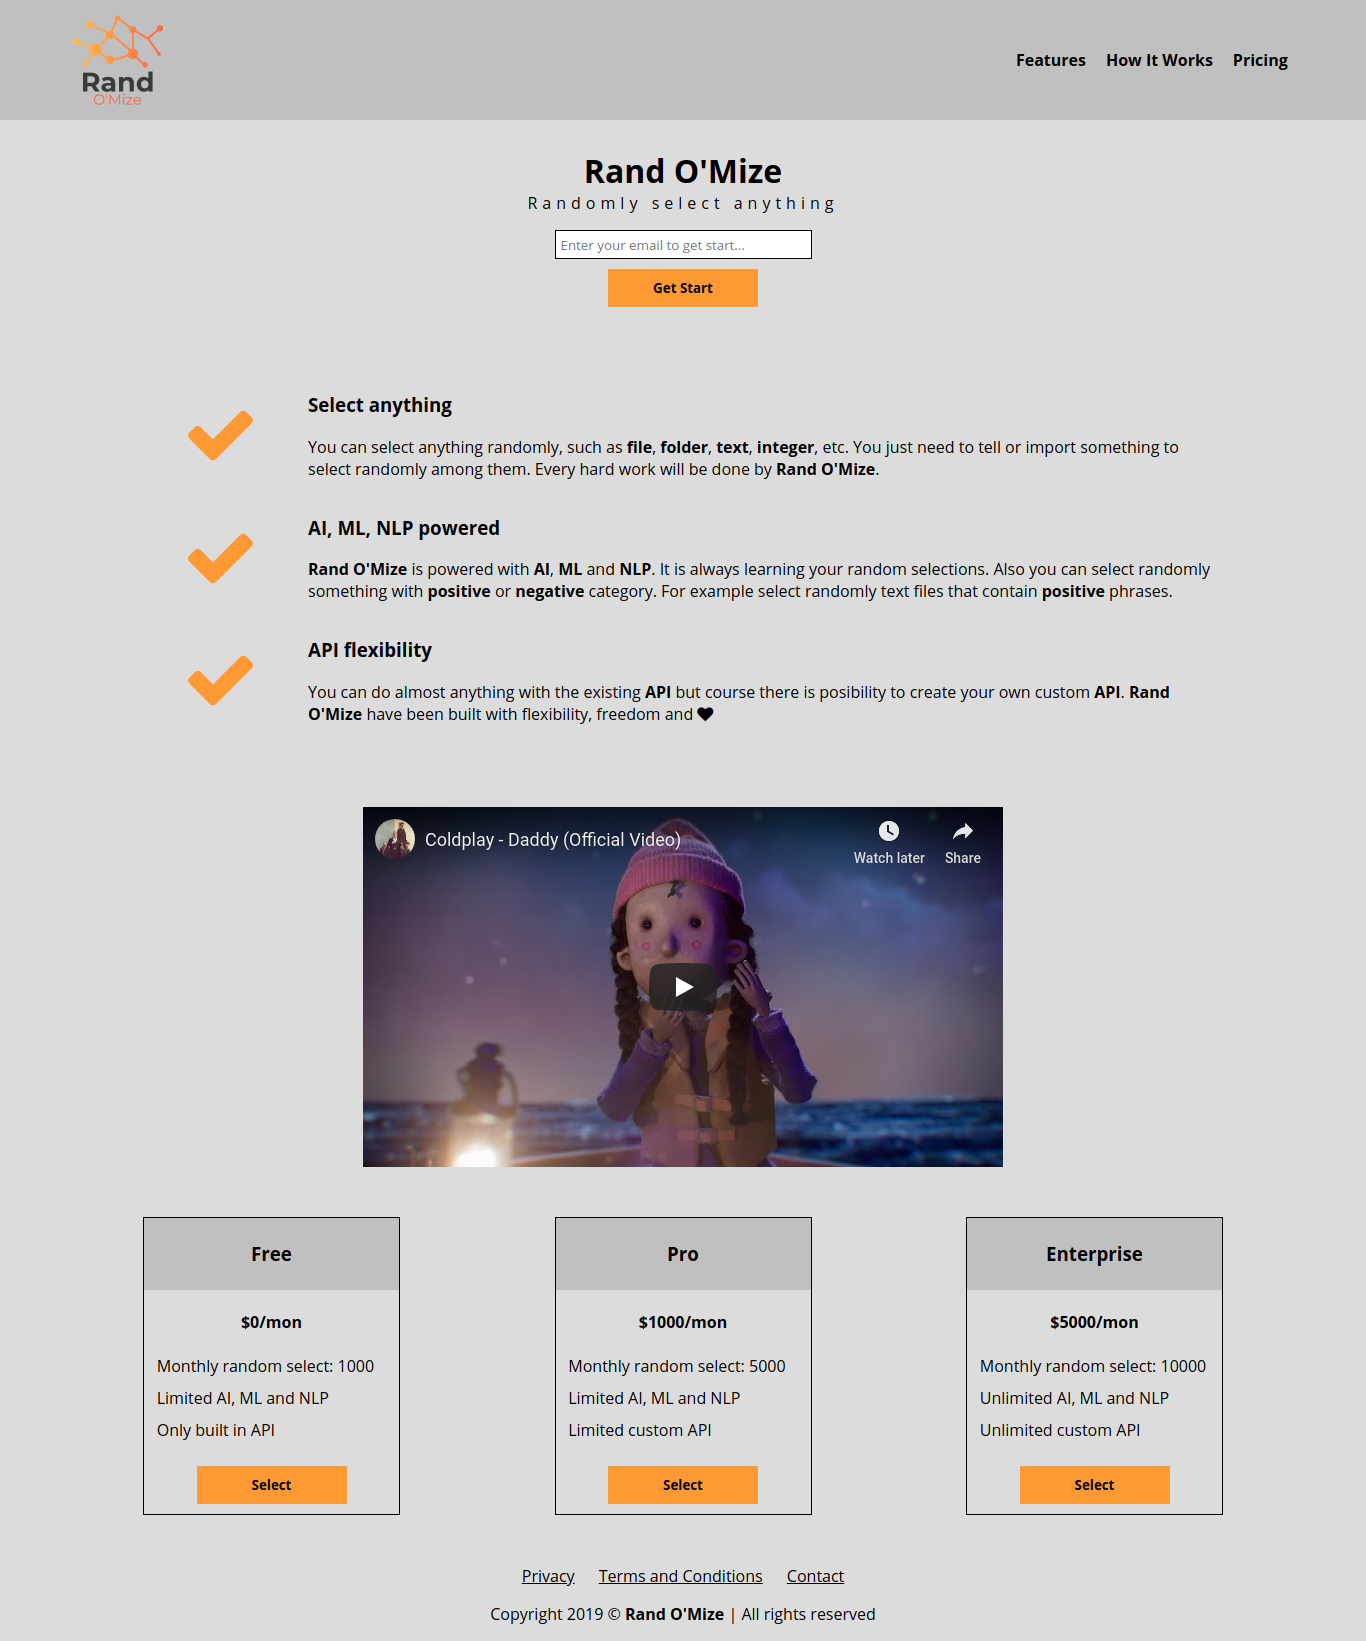 Rand
O'Mize
Features How It Works Pricing
Rand O'Mize
Randomly select anything
Enter your email to get start...
Get Start
Select anything
You can select anything randomly, such as file, folder, text, integer, etc. You just need to tell or import something to
select randomly among them. Every hard work will be done by Rand O'Mize.
AI, ML, NLP powered
Rand O'Mize is powered with AI, ML and NLP. It is always learning your random selections. Also you can select randomly
something with positive or negative category. For example select randomly text files that contain positive phrases.
API flexibility
You can do almost anything with the existing API but course there is posibility to create your own custom API. Rand
O'Mize have been built with flexibility, freedom and
Coldplay - Daddy (Official Video)
Watch later Share
Free
$0/mon
Monthly random select: 1000
Limited AI, ML and NLP
Only built in API
Select
Pro
$1000/mon
Monthly random select: 5000
Limited AI, ML and NLP
Limited custom API
Select
Enterprise
$5000/mon
Monthly random select: 10000
Unlimited AI, ML and NLP
Unlimited custom API
Select
Privacy Terms and Conditions Contact
Copyright 2019 © Rand O'Mize | All rights reserved